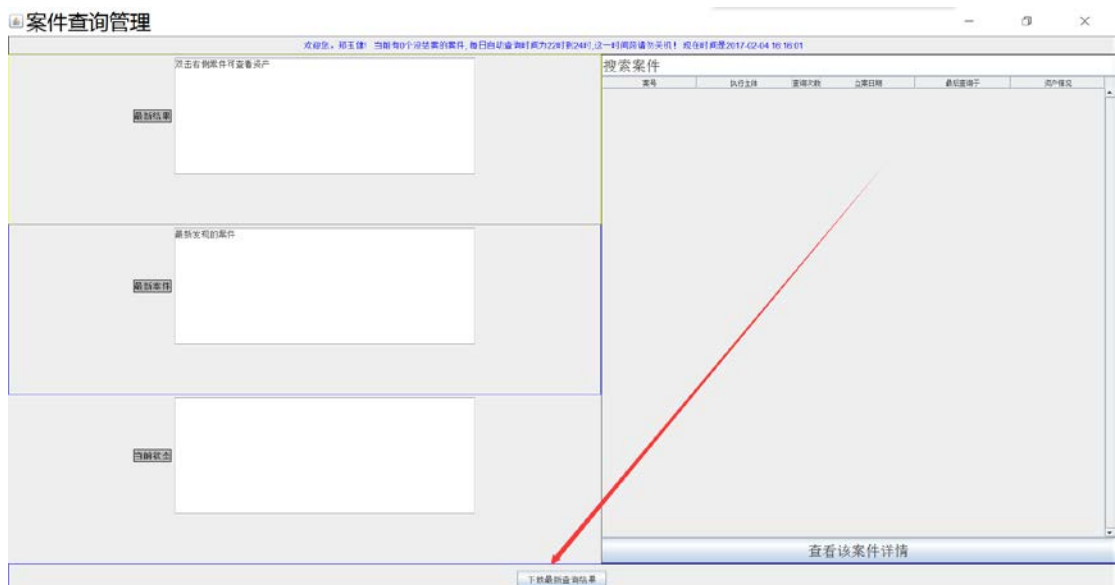 案件查询管理
欢迎您，郑玉健! 当前有0个没结案的案件,每日自动查询时间为22时到24时,这一时间段请勿关机! 现在时间是2017-02-04 16:16:01
双击右侧案件可查看资产
最新结果
最新发现的案件
最新案件
当前状态
搜索案件
案号 执行主体 查询次数 立案日期 最后查询于 资产情况
查看该案件详情
下载最新查询结果